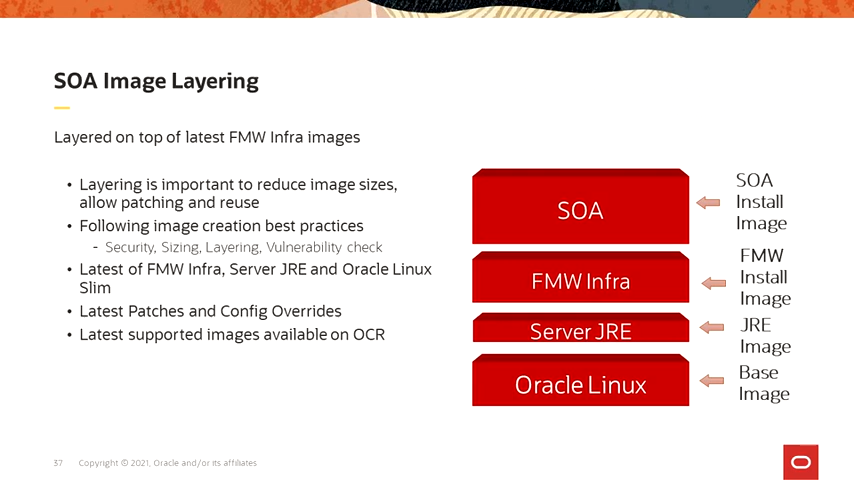 SOA Image Layering
Layered on top of latest FMW Infra images
• Layering is important to reduce image sizes,
allow patching and reuse
• Following image creation best practices
- Security, Sizing, Layering, Vulnerability check
• Latest of FMW Infra, Server JRE and Oracle Linux
Slim
• Latest Patches and Config Overrides
• Latest supported images available on OCR
SOA
SOA
Install
Image
FMW Infra
FMW
Install
Image
Server JRE
JRE
Image
Oracle Linux
Base
Image
37 Copyright © 2021, Oracle and/or its affiliates